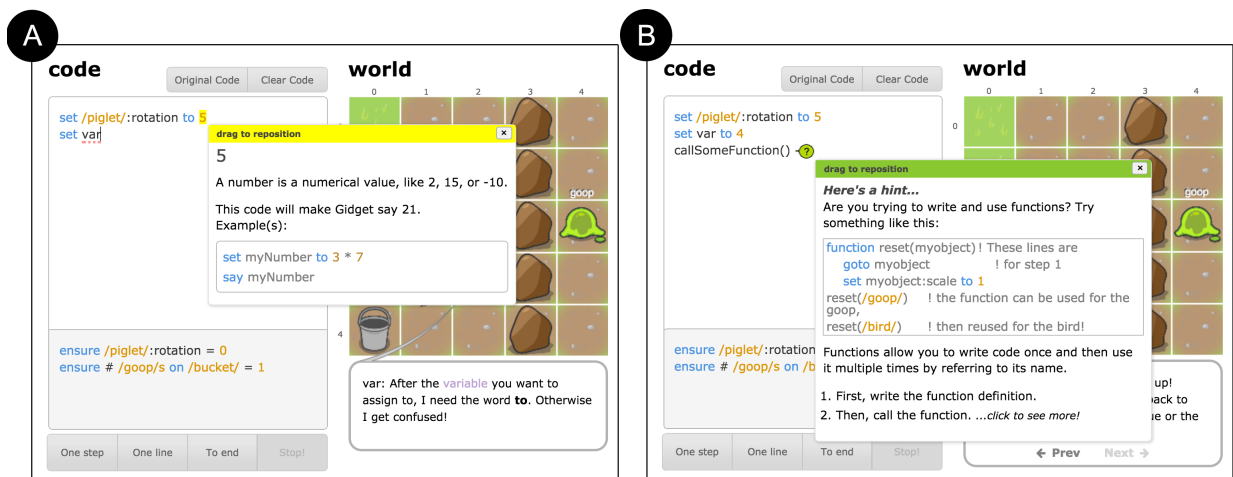 A
code
Original Code
Clear Code
world
0 1 2 3 4
set /piglet/:rotation to 5
set var
drag to reposition
x
5
A number is a numerical value, like 2, 15, or -10.
This code will make Gidget say 21.
Example(s):
set myNumber to 3 * 7
say myNumber
goop
4
ensure /piglet/:rotation = 0
ensure # /goop/s on /bucket/ = 1
var: After the variable you want to
assign to, I need the word to. Otherwise
I get confused!
One step
One line
To end
Stop!
B
code
Original Code
Clear Code
world
0 1 2 3 4
0
set /piglet/:rotation to 5
set var to 4
callSomeFunction() - ?
drag to reposition
x
Here's a hint...
Are you trying to write and use functions? Try
something like this:
function reset(myobject) ! These lines are
goto myobject ! for step 1
set myobject:scale to 1
reset(/goop/) ! the function can be used for the
goop,
reset(/bird/) ! then reused for the bird!
Functions allow you to write code once and then use
it multiple times by referring to its name.
1. First, write the function definition.
2. Then, call the function. ...click to see more!
goop
ensure /piglet/:rotation
ensure # /goop/s on /b
up!
back to
ue or the
← Prev
Next →
One step
One line
To end
Stop!